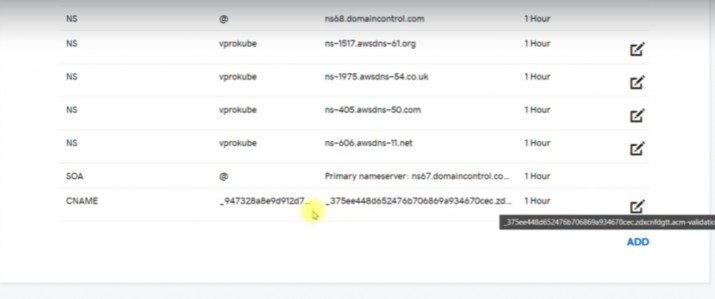 NS @ ns68.domaincontrol.com 1 Hour
NS vprokube ns-1517.awsdns-61.org 1 Hour
NS vprokube ns-1975.awsdns-54.co.uk 1 Hour
NS vprokube ns-405.awsdns-50.com 1 Hour
NS vprokube ns-606.awsdns-11.net 1 Hour
SOA @ Primary nameserver: ns67.domaincontrol.co... 1 Hour
CNAME _947328a8e9d912d7... _375ee448d652476b706869a934670cec.zd... 1 Hour
_375ee448d652476b706869a934670cec.zdxcnfdgtt.acm-validatio
ADD